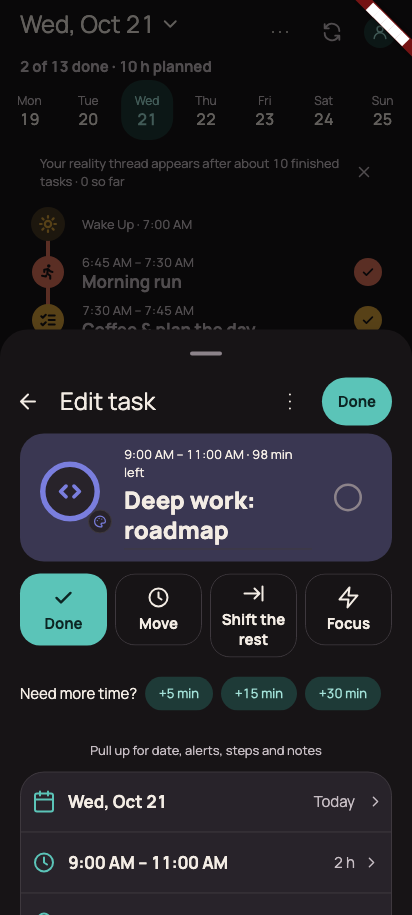 Wed, Oct 21
2 of 13 done · 10 h planned
Mon Tue Wed Thu Fri Sat Sun
19 20 21 22 23 24 25
Your reality thread appears after about 10 finished
tasks · 0 so far
Wake Up · 7:00 AM
6:45 AM – 7:30 AM
Morning run
7:30 AM – 7:45 AM
Coffee & plan the day
Edit task
Done
9:00 AM – 11:00 AM · 98 min
left
Deep work:
roadmap
Done
Move
Shift the
rest
Focus
Need more time? +5 min +15 min +30 min
Pull up for date, alerts, steps and notes
Wed, Oct 21 Today
9:00 AM – 11:00 AM 2 h